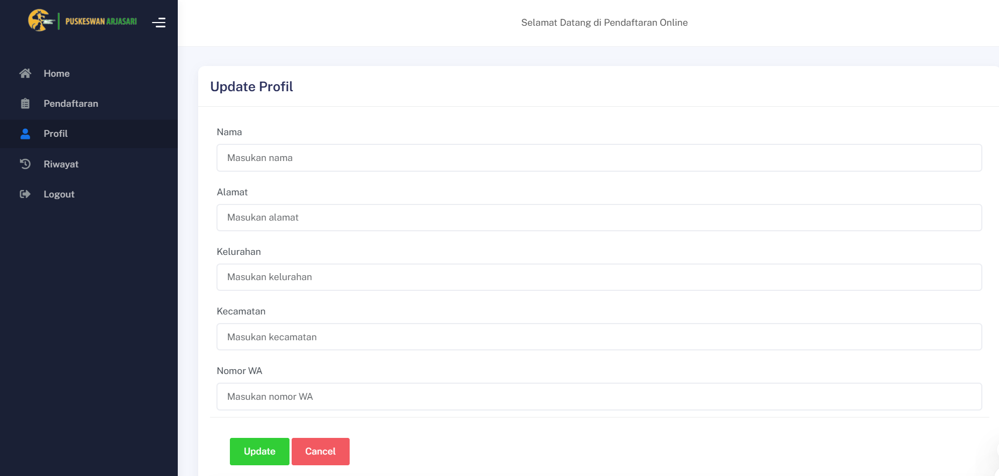 PUSKESWAN ARJASARI
Selamat Datang di Pendaftaran Online
Home
Pendaftaran
Profil
Riwayat
Logout
Update Profil
Nama
Masukan nama
Alamat
Masukan alamat
Kelurahan
Masukan kelurahan
Kecamatan
Masukan kecamatan
Nomor WA
Masukan nomor WA
Update Cancel